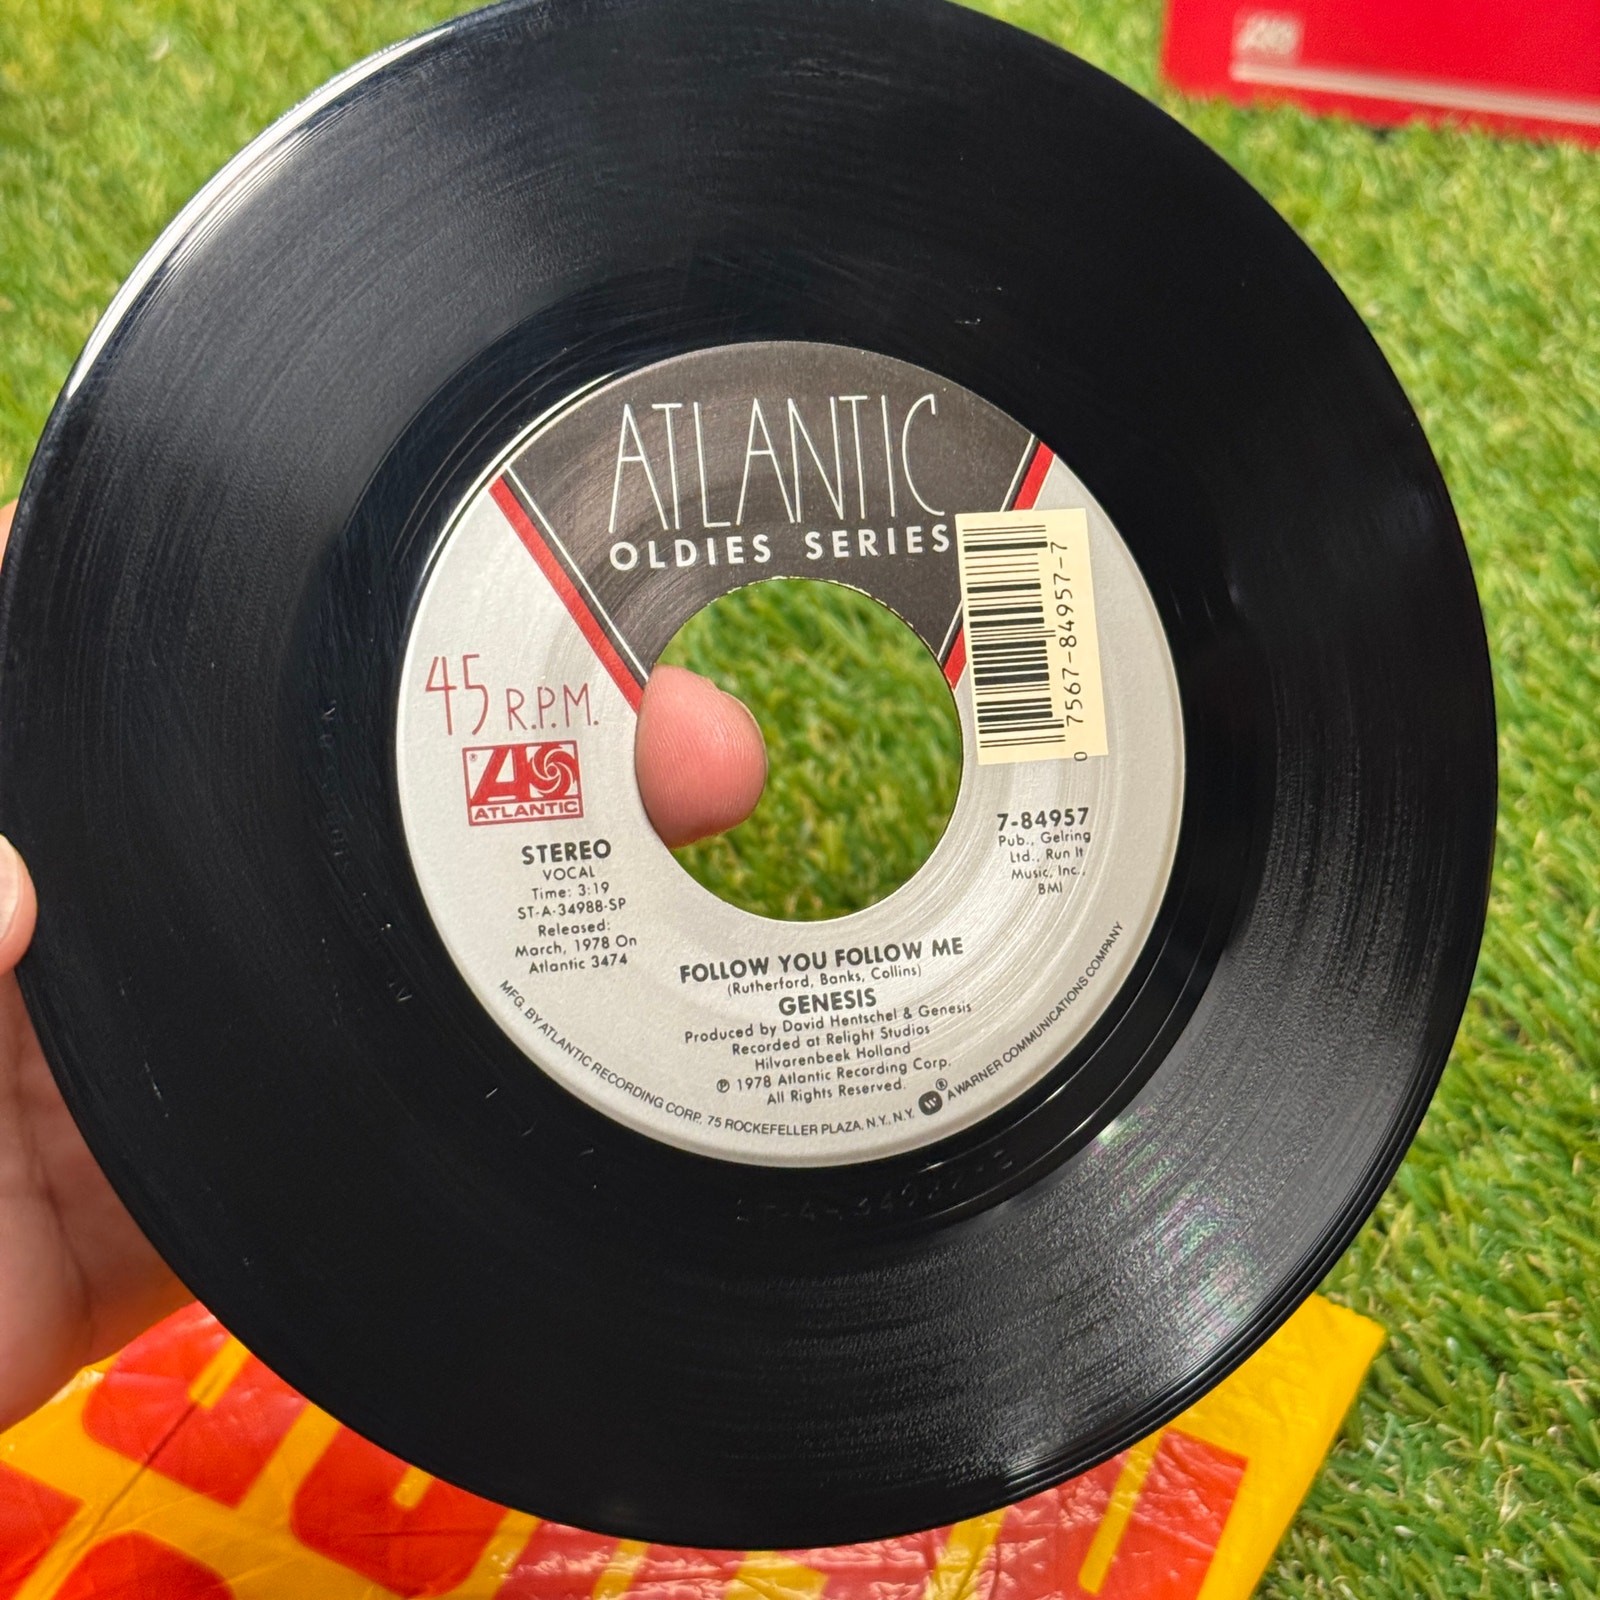 ATLANTIC
OLDIES SERIES
45 R.P.M.
ATLANTIC
STEREO
VOCAL
Time: 3:19
ST-A-34988-SP
Released:
March, 1978 On
Atlantic 3474
0 7567-84957-7
7-84957
Pub., Gelring
Ltd., Run It
Music, Inc.,
BMI
FOLLOW YOU FOLLOW ME
(Rutherford, Banks, Collins)
GENESIS
Produced by David Hentschel & Genesis
Recorded at Relight Studios
Hilvarenbeek Holland
℗ 1978 Atlantic Recording Corp.
All Rights Reserved.
MFG. BY ATLANTIC RECORDING CORP., 75 ROCKEFELLER PLAZA, N.Y., N.Y. ® A WARNER COMMUNICATIONS COMPANY